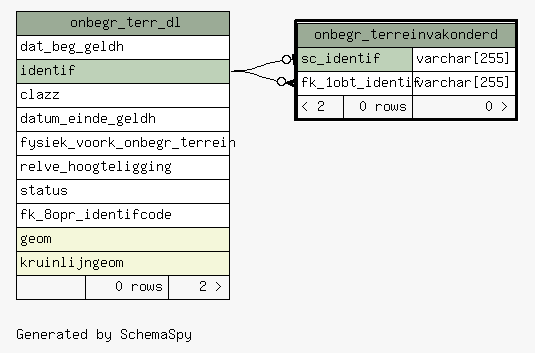 onbegr_terr_dl
dat_beg_geldh
identif
clazz
datum_einde_geldh
fysiek_voork_onbegr_terrein
relve_hoogteligging
status
fk_8opr_identifcode
geom
kruinlijngeom
0 rows 2 >
onbegr_terreinvakonderd
sc_identif varchar[255]
fk_1obt_identif varchar[255]
< 2 0 rows 0 >
Generated by SchemaSpy